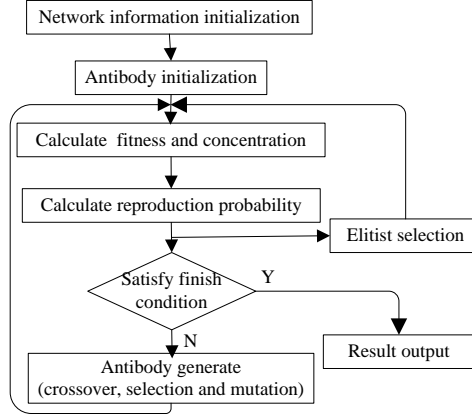 Network information initialization
Antibody initialization
Calculate fitness and concentration
Calculate reproduction probability
Elitist selection
Satisfy finish
condition
Y
N
Result output
Antibody generate
(crossover, selection and mutation)